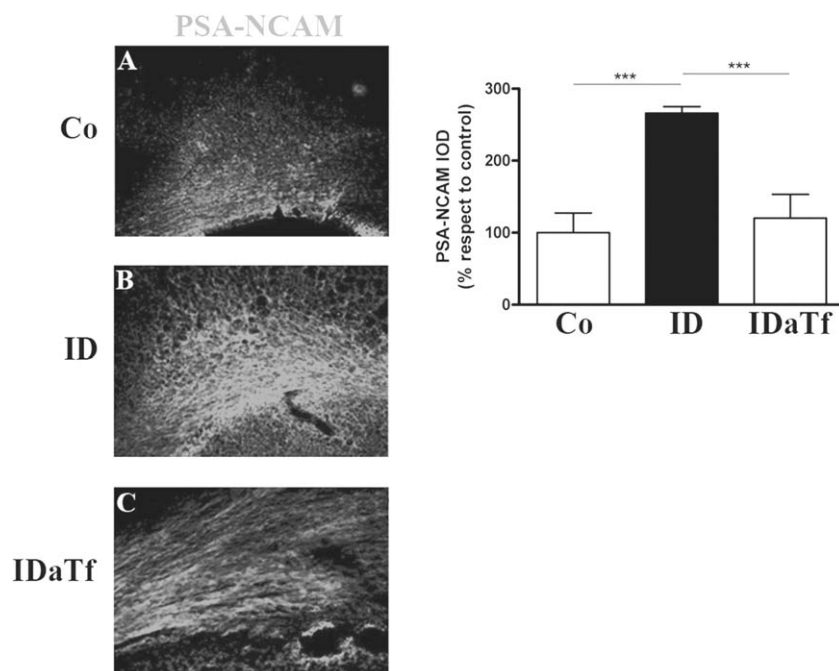 PSA-NCAM
A
Co
B
ID
C
IDaTf
*** ***
PSA-NCAM IOD
(% respect to control)
300
200
100
0
Co ID IDaTf